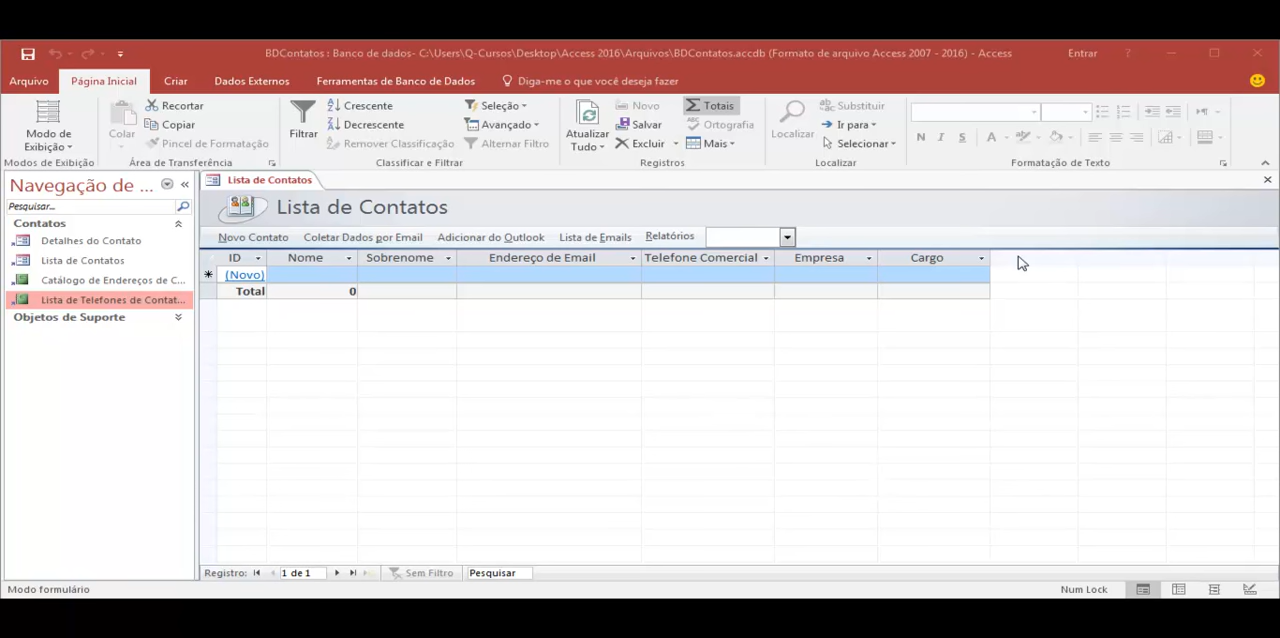 BDContatos : Banco de dados- C:\Users\Q-Cursos\Desktop\Access 2016\Arquivos\BDContatos.accdb (Formato de arquivo Access 2007 - 2016) - Access
Entrar
Arquivo Página Inicial Criar Dados Externos Ferramentas de Banco de Dados Diga-me o que você deseja fazer
Modo de Exibição
Modos de Exibição
Colar
Recortar
Copiar
Pincel de Formatação
Área de Transferência
Filtrar
Crescente
Decrescente
Remover Classificação
Seleção
Avançado
Alternar Filtro
Classificar e Filtrar
Atualizar Tudo
Novo
Salvar
Excluir
Totais
Ortografia
Mais
Registros
Localizar
Substituir
Ir para
Selecionar
Localizar
N I S A
Formatação de Texto
Navegação de ...
Pesquisar...
Contatos
Detalhes do Contato
Lista de Contatos
Catálogo de Endereços de C...
Lista de Telefones de Contat...
Objetos de Suporte
Lista de Contatos
Lista de Contatos
Novo Contato Coletar Dados por Email Adicionar do Outlook Lista de Emails Relatórios
ID Nome Sobrenome Endereço de Email Telefone Comercial Empresa Cargo
(Novo)
Total 0
Registro: 1 de 1 Sem Filtro Pesquisar
Modo formulário Num Lock